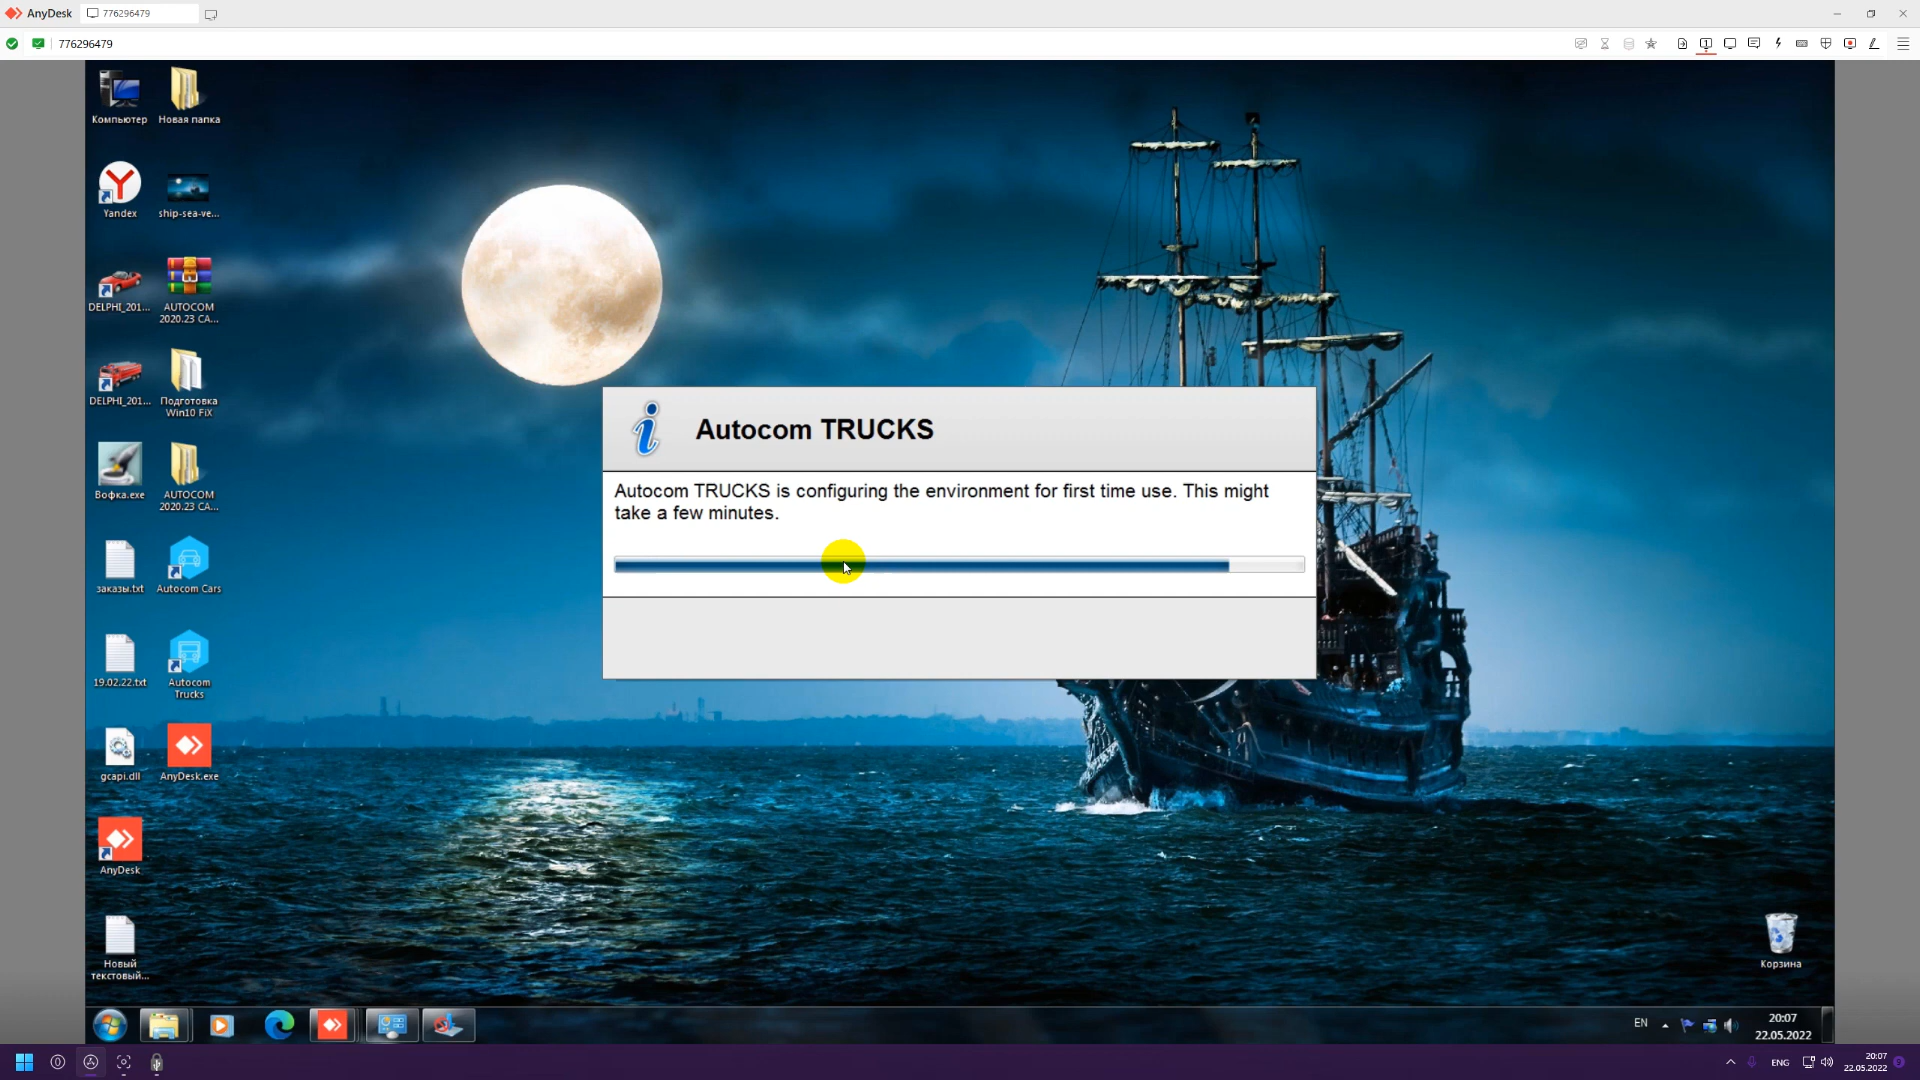 AnyDesk
776296479
776296479
Компьютер
Новая папка
Yandex
ship-sea-ve...
DELPHI_201...
AUTOCOM
2020.23 CA...
DELPHI_201...
Подготовка
Win10 FiX
Вофка.exe
AUTOCOM
2020.23 CA...
заказы.txt
Autocom Cars
19.02.22.txt
Autocom
Trucks
gcapi.dll
AnyDesk.exe
AnyDesk
Новый
текстовый...
Autocom TRUCKS
Autocom TRUCKS is configuring the environment for first time use. This might
take a few minutes.
Корзина
EN
20:07
22.05.2022
ENG
20:07
22.05.2022